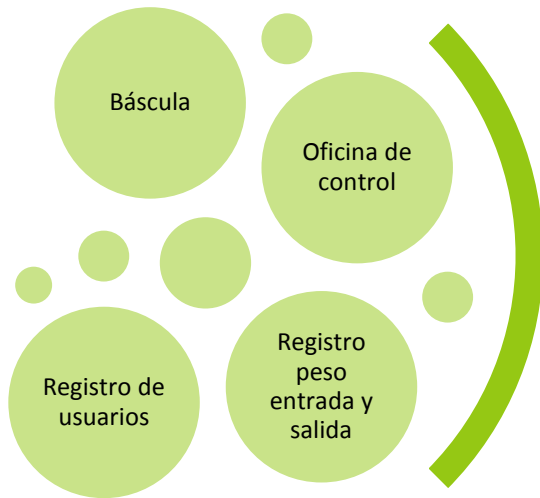 Báscula
Oficina de
control
Registro
peso
entrada y
salida
Registro de
usuarios